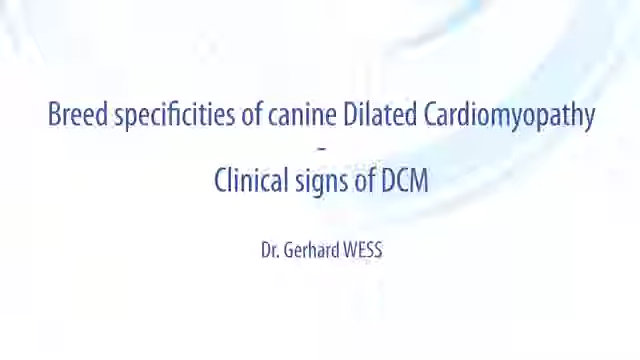 Breed specificities of canine Dilated Cardiomyopathy
-
Clinical signs of DCM
Dr. Gerhard WESS